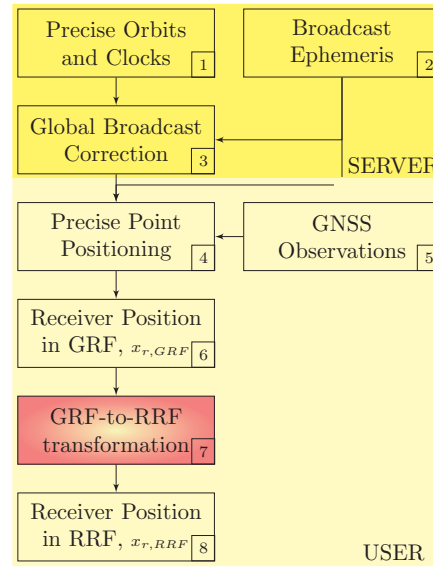 Precise Orbits
and Clocks
1
Broadcast
Ephemeris
2
Global Broadcast
Correction
3
SERVER
Precise Point
Positioning
4
GNSS
Observations
5
Receiver Position
in GRF, x_{r,GRF}
6
GRF-to-RRF
transformation
7
Receiver Position
in RRF, x_{r,RRF}
8
USER